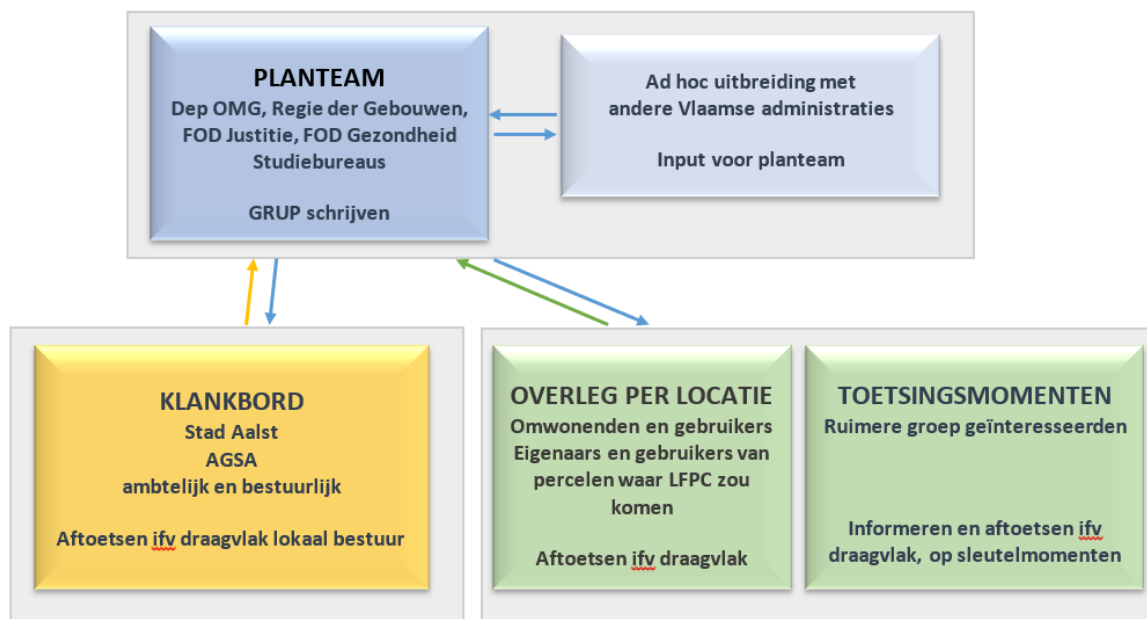 PLANTEAM
Dep OMG, Regie der Gebouwen,
FOD Justitie, FOD Gezondheid
Studiebureaus
GRUP schrijven
Ad hoc uitbreiding met
andere Vlaamse administraties
Input voor planteam
KLANKBORD
Stad Aalst
AGSA
ambtelijk en bestuurlijk
Aftoetsen ifv draagvlak lokaal bestuur
OVERLEG PER LOCATIE
Omwonenden en gebruikers
Eigenaars en gebruikers van
percelen waar LFPC zou
komen
Aftoetsen ifv draagvlak
TOETSINGSMOMENTEN
Ruimere groep geïnteresseerden
Informeren en aftoetsen ifv
draagvlak, op sleutelmomenten